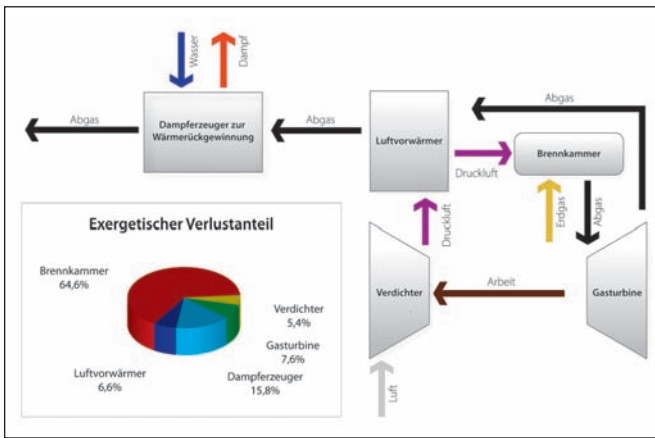 Wasser
Dampf
Abgas
Dampferzeuger zur
Wärmerückgewinnung
Abgas
Luftvorwärmer
Abgas
Brennkammer
Druckluft
Druckluft
Erdgas
Abgas
Verdichter
Arbeit
Gasturbine
Luft
Exergetischer Verlustanteil
Brennkammer
64,6%
Verdichter
5,4%
Gasturbine
7,6%
Luftvorwärmer
6,6%
Dampferzeuger
15,8%